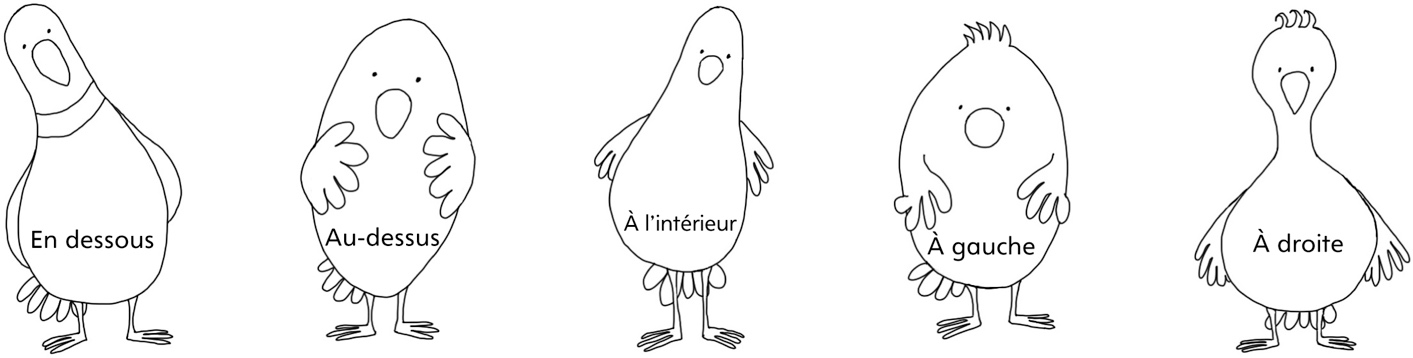 En dessous
Au-dessus
À l'intérieur
À gauche
À droite